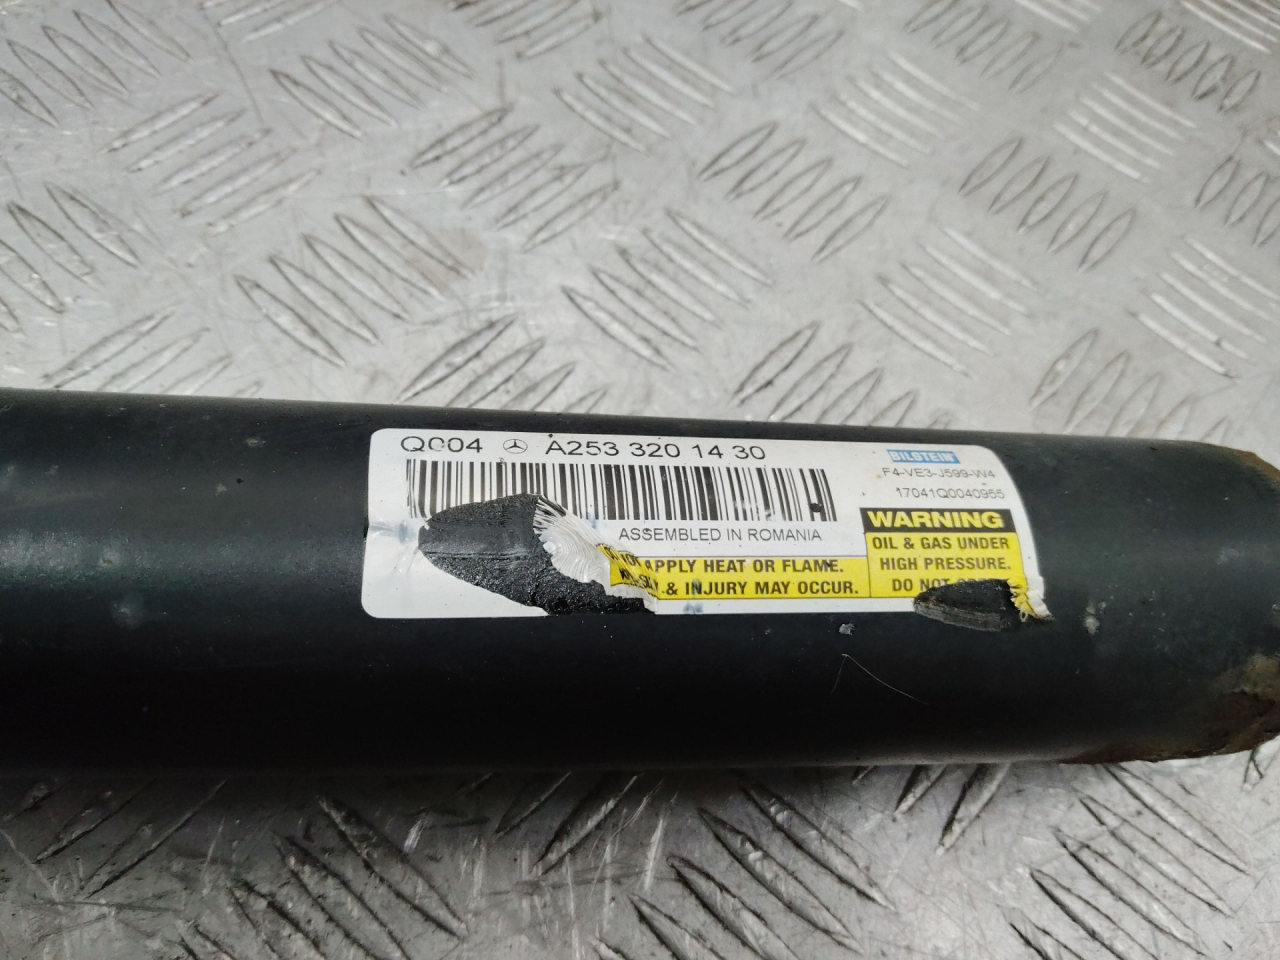 Q004 A253 320 14 30
BILSTEIN
F4-VE3-J599-W4
17041Q0040955
ASSEMBLED IN ROMANIA
WARNING
OIL & GAS UNDER
HIGH PRESSURE.
DO NOT
APPLY HEAT OR FLAME.
& INJURY MAY OCCUR.